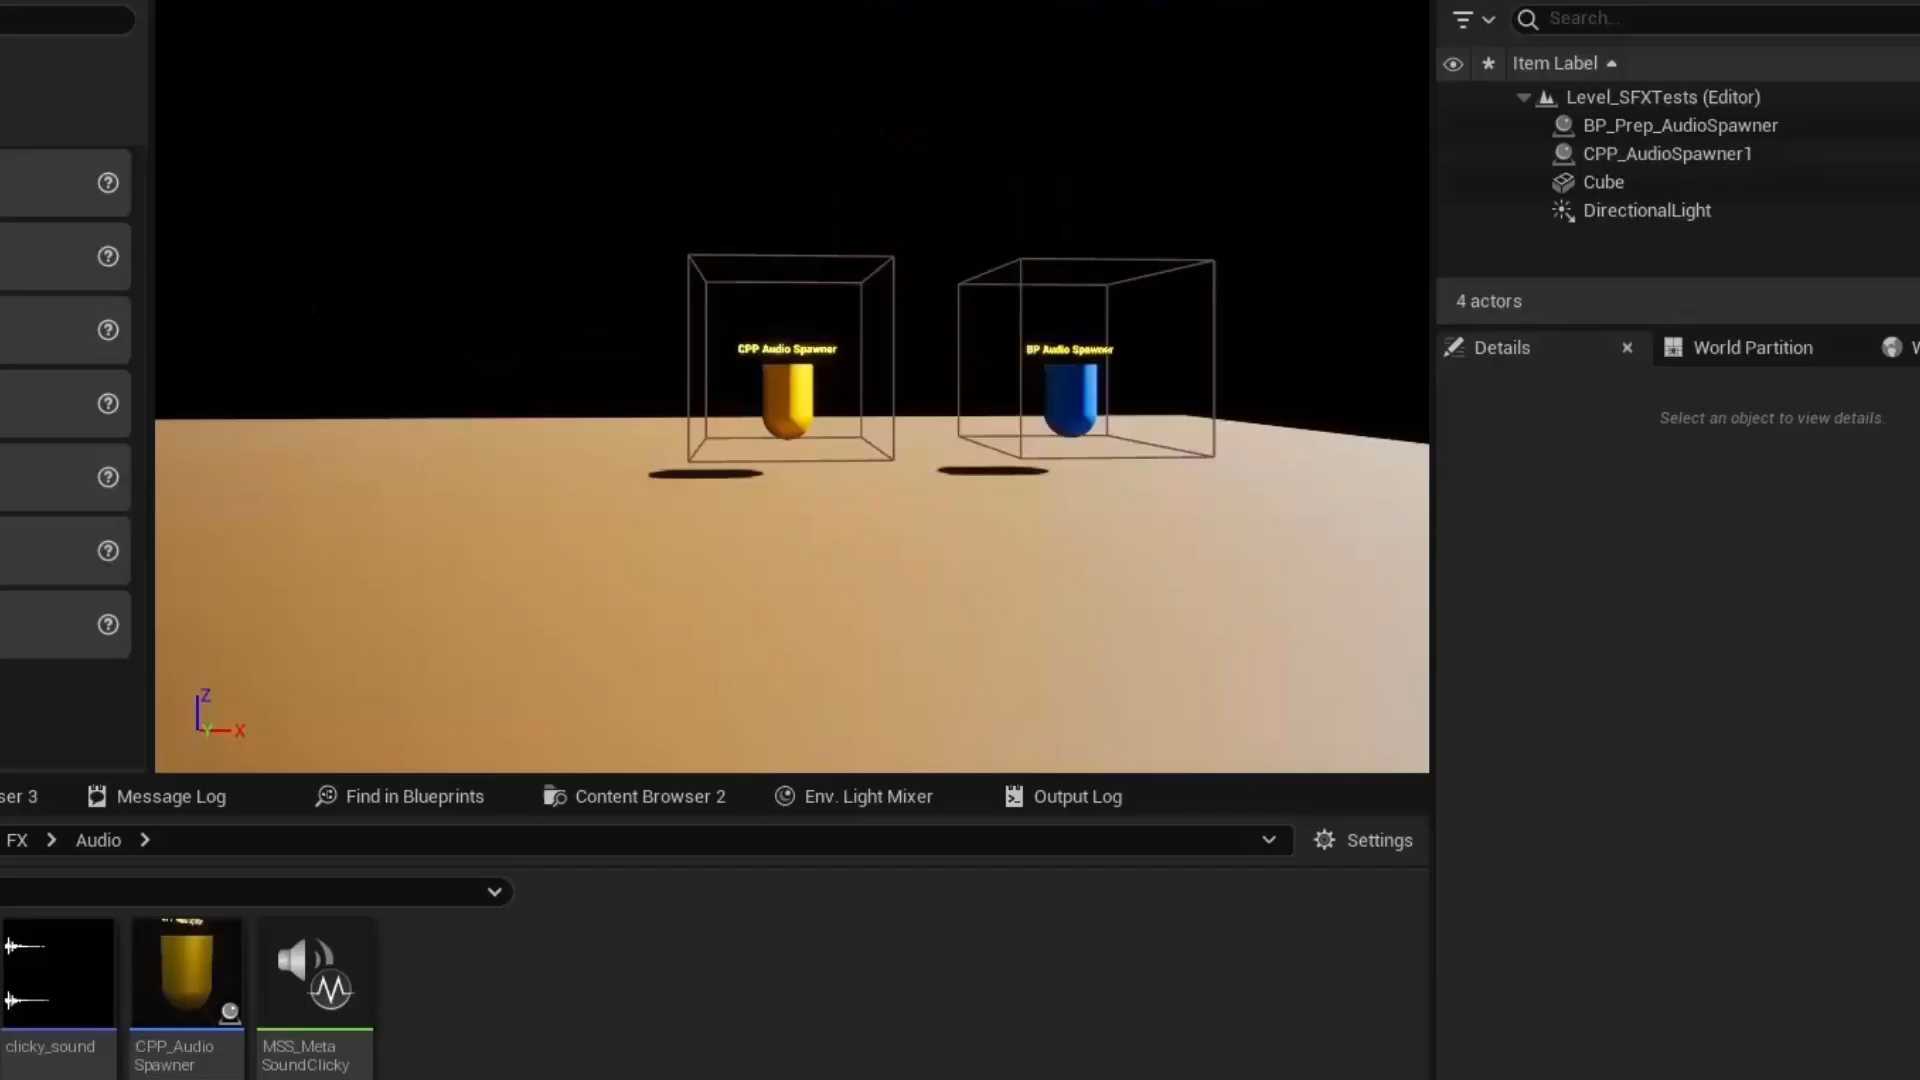 Search...
Item Label
Level_SFXTests (Editor)
BP_Prep_AudioSpawner
CPP_AudioSpawner1
Cube
DirectionalLight
4 actors
Details
World Partition
W
Select an object to view details.
CPP Audio Spawner
BP Audio Spawner
Z
Y
X
ser 3
Message Log
Find in Blueprints
Content Browser 2
Env. Light Mixer
Output Log
FX
Audio
Settings
clicky_sound
CPP_Audio
Spawner
MSS_Meta
SoundClicky